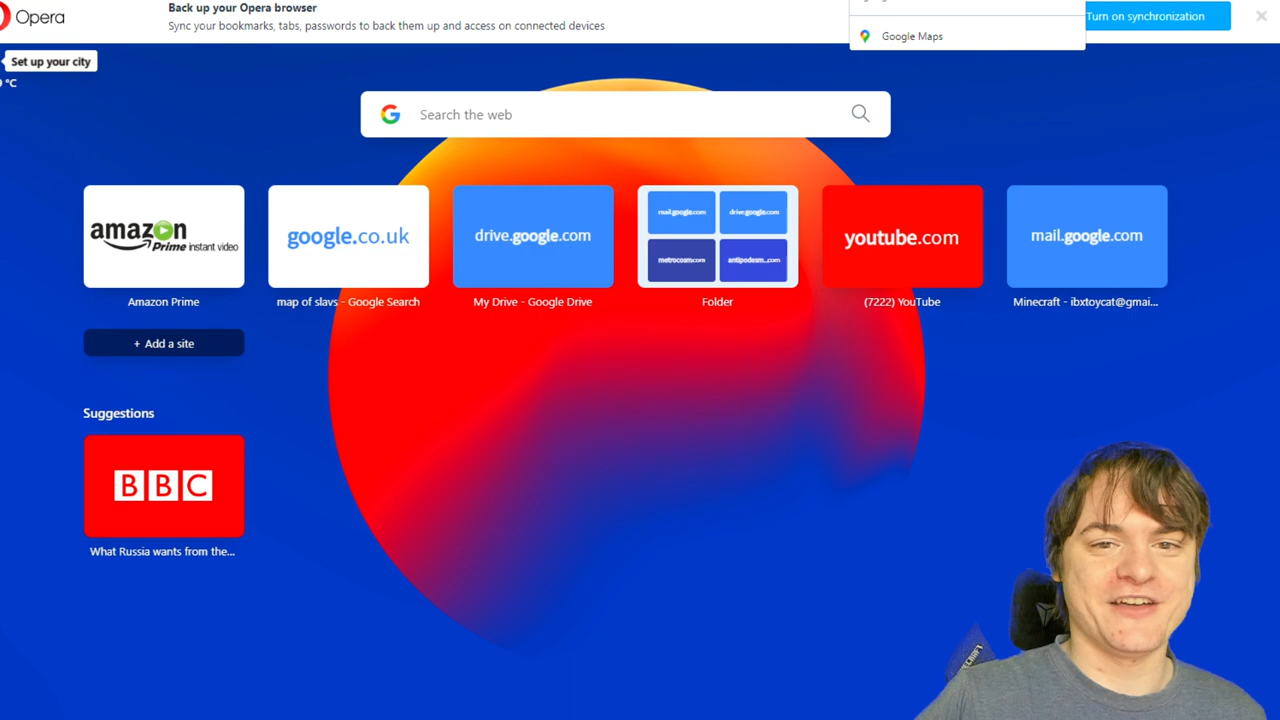 Opera
Back up your Opera browser
Sync your bookmarks, tabs, passwords to back them up and access on connected devices
Google Maps
Turn on synchronization
Set up your city
°C
Search the web
amazon
Prime instant video
google.co.uk
drive.google.com
mail.google.com
drive.google.com
metrocosm.com
antipodesm...com
youtube.com
mail.google.com
Amazon Prime
map of slavs - Google Search
My Drive - Google Drive
Folder
(7222) YouTube
Minecraft - ibxtoycat@gmai...
+ Add a site
Suggestions
BBC
What Russia wants from the...